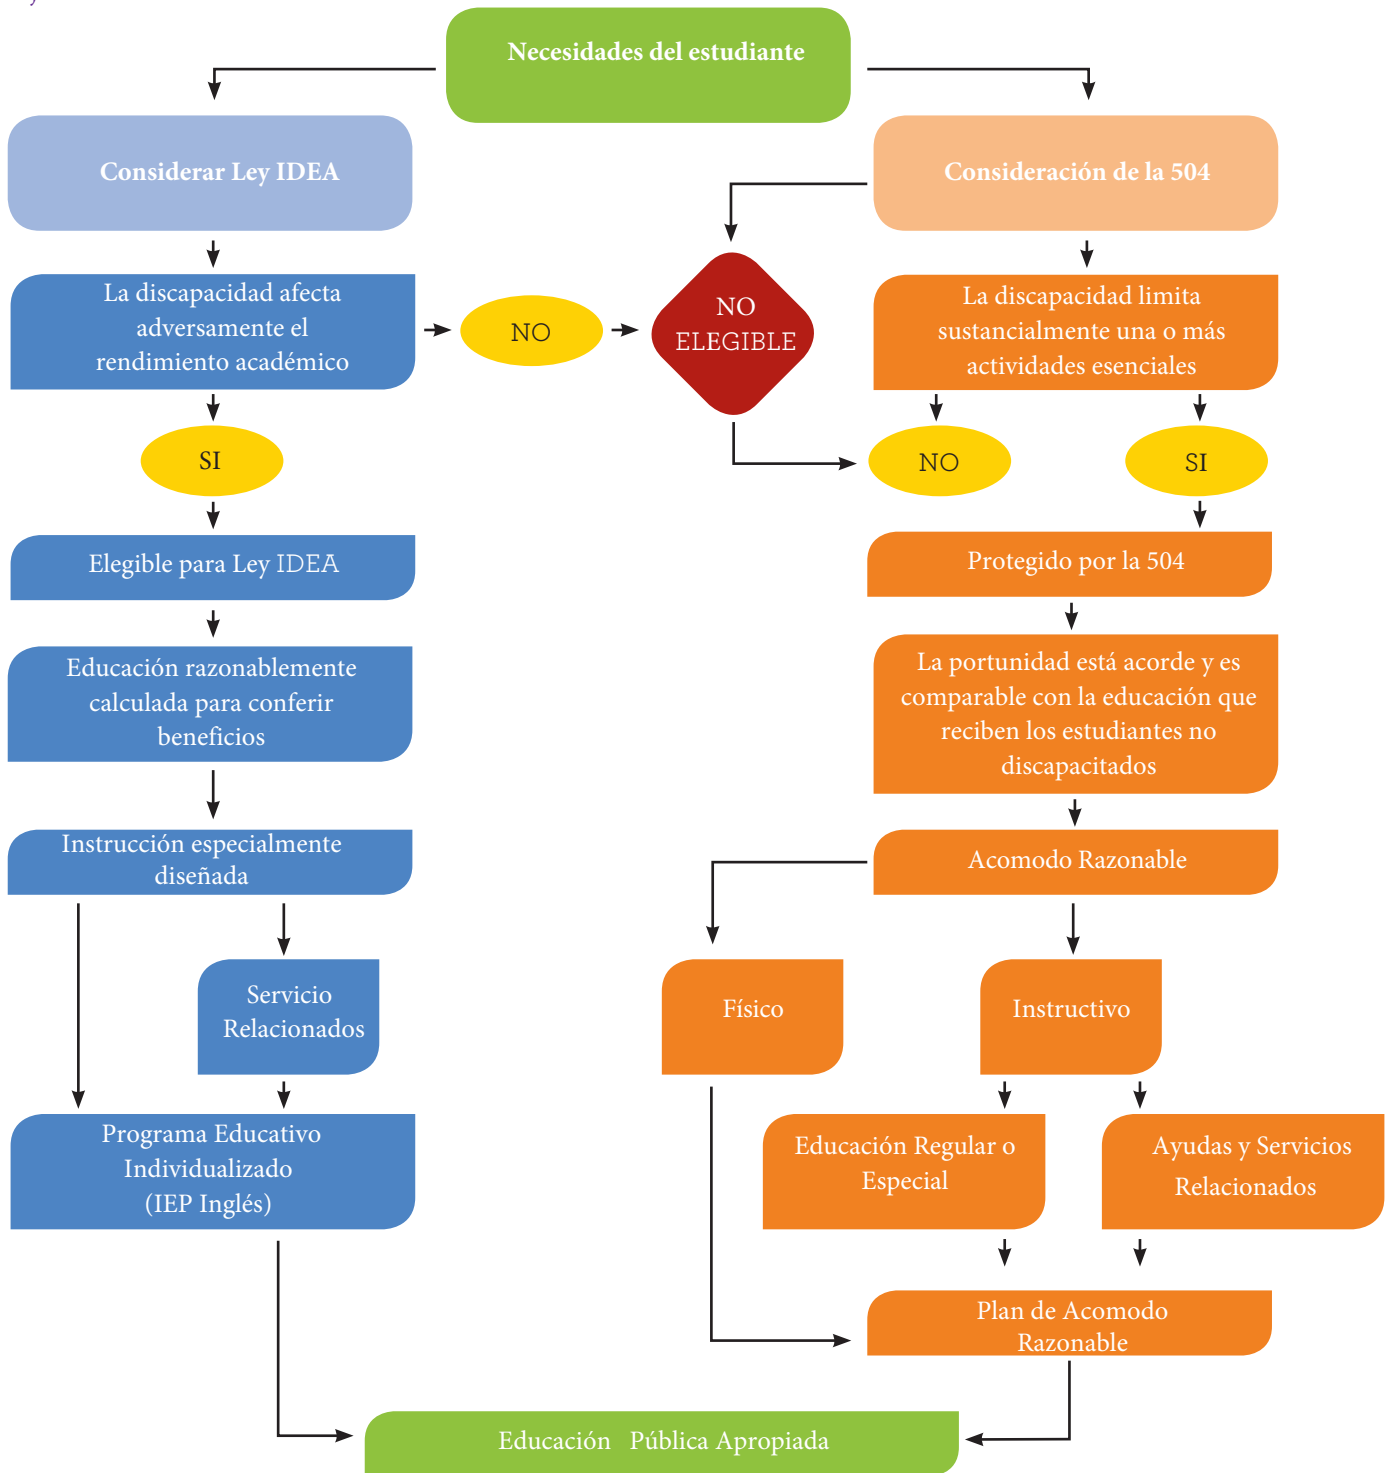 Necesidades del estudiante
Considerar Ley IDEA
Consideración de la 504
La discapacidad afecta
adversamente el
rendimiento académico
NO
NO
ELEGIBLE
La discapacidad limita
sustancialmente una o más
actividades esenciales
SI
NO
SI
Elegible para Ley IDEA
Protegido por la 504
Educación razonablemente
calculada para conferir
beneficios
La portunidad está acorde y es
comparable con la educación que
reciben los estudiantes no
discapacitados
Instrucción especialmente
diseñada
Acomodo Razonable
Servicio
Relacionados
Físico
Instructivo
Programa Educativo
Individualizado
(IEP Inglés)
Educación Regular o
Especial
Ayudas y Servicios
Relacionados
Plan de Acomodo
Razonable
Educación Pública Apropiada